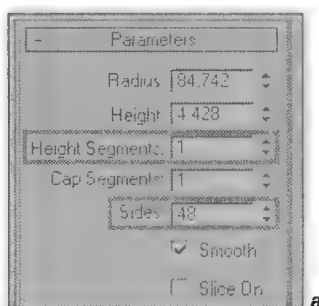 - Parameters
Radius 84.742
Height 4.428
Height Segments: 1
Cap Segments: 1
Sides: 48
Smooth
Slice On
a